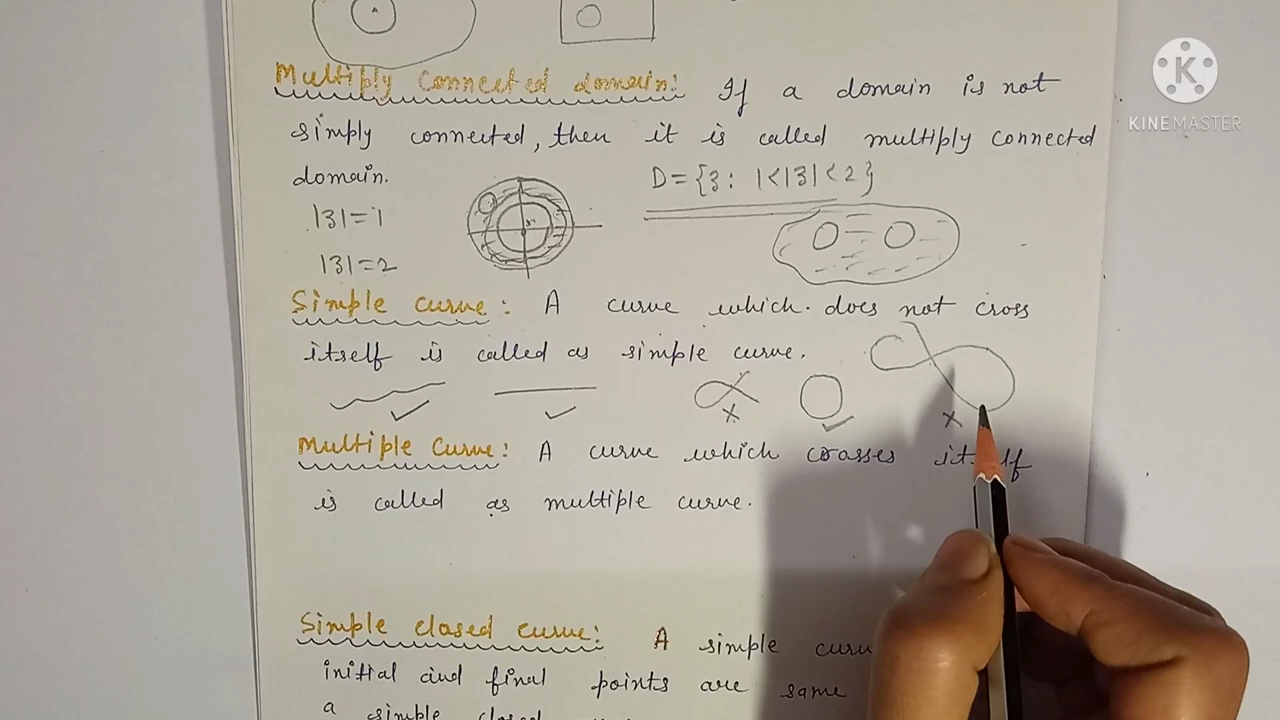 Multiply connected domain: If a domain is not
simply connected, then it is called multiply connected
domain.
D = {z : 1<|z|<2}
|z|=1
|z|=2
Simple curve: A curve which does not cross
itself is called as simple curve.
Multiple Curve: A curve which crosses itself
is called as multiple curve.
Simple closed curve: A simple
initial and final points are same
a simple closed
K
KINEMASTER